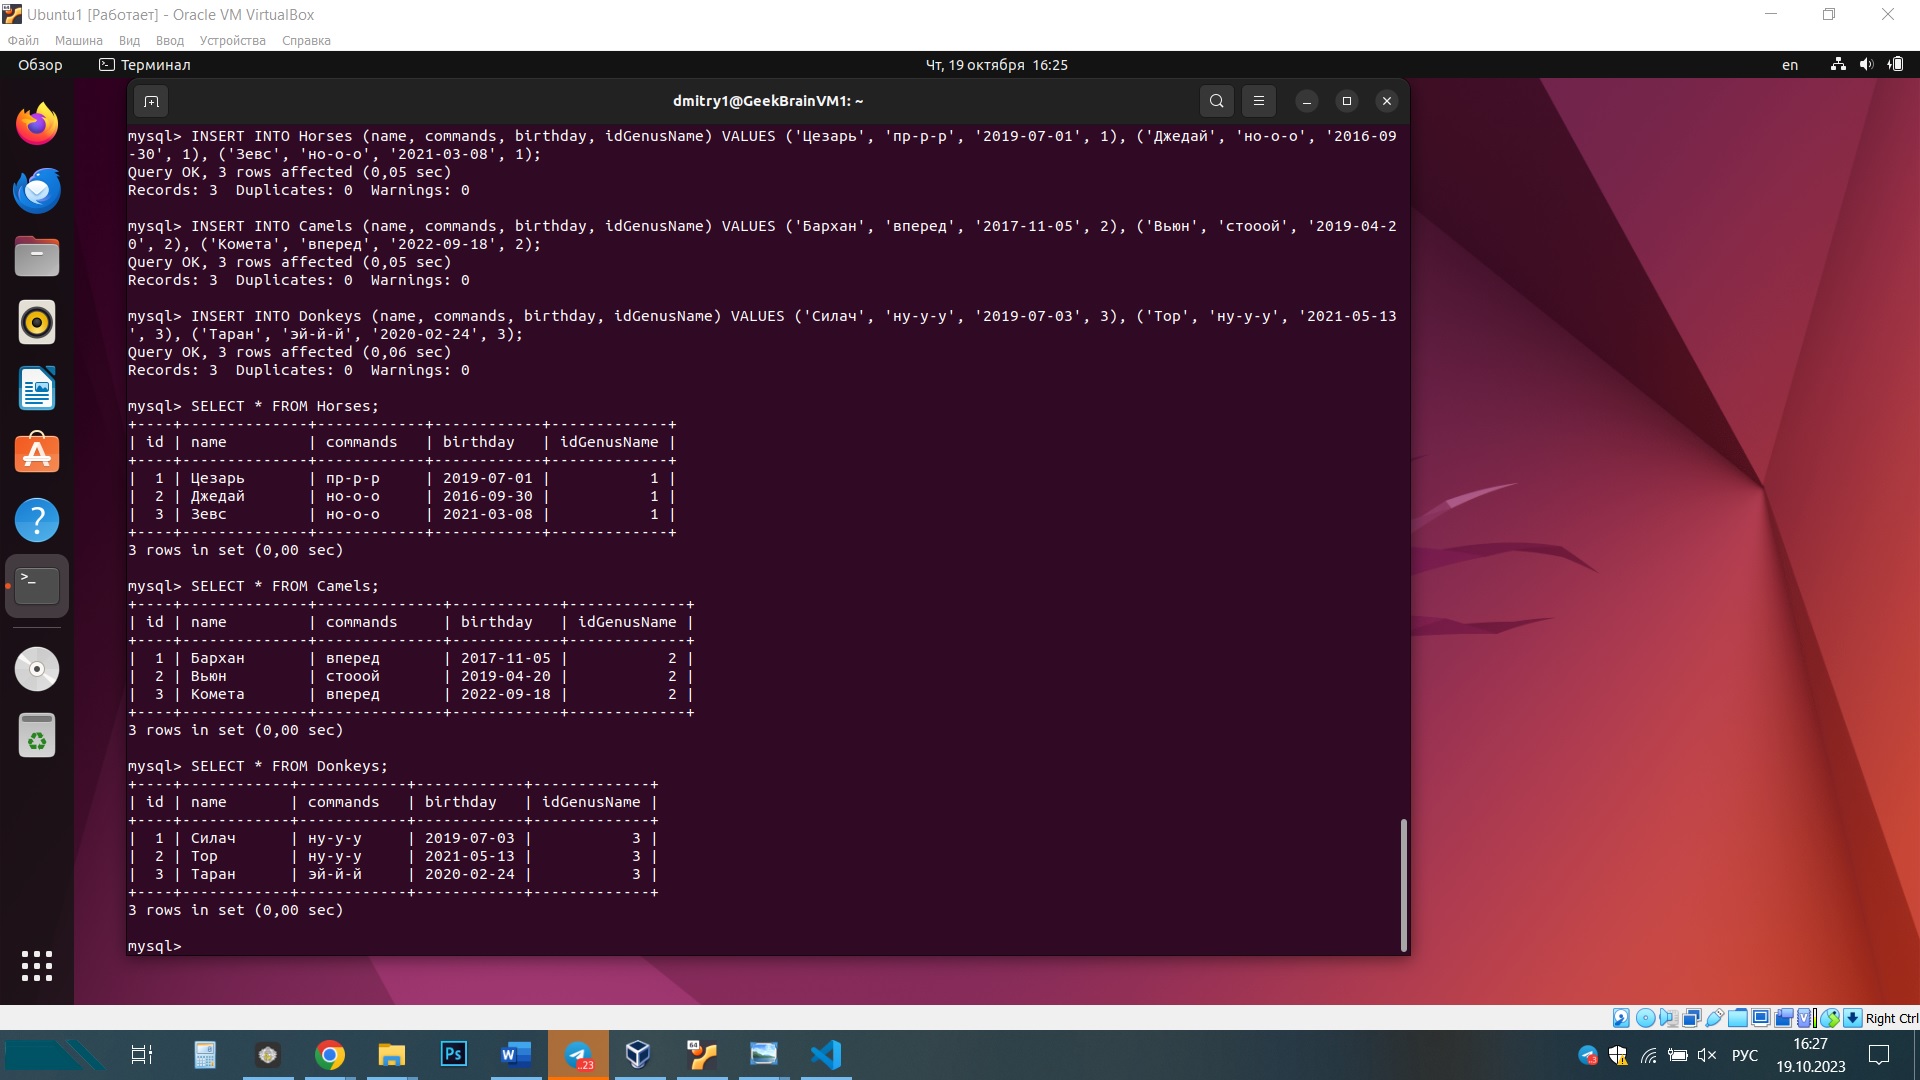 Ubuntu1 [Работает] - Oracle VM VirtualBox
Файл Машина Вид Ввод Устройства Справка
Обзор Терминал Чт, 19 октября 16:25 en
dmitry1@GeekBrainVM1: ~
mysql> INSERT INTO Horses (name, commands, birthday, idGenusName) VALUES ('Цезарь', 'пр-р-р', '2019-07-01', 1), ('Джедай', 'но-о-о', '2016-09
-30', 1), ('Зевс', 'но-о-о', '2021-03-08', 1);
Query OK, 3 rows affected (0,05 sec)
Records: 3  Duplicates: 0  Warnings: 0
mysql> INSERT INTO Camels (name, commands, birthday, idGenusName) VALUES ('Бархан', 'вперед', '2017-11-05', 2), ('Вьюн', 'стооой', '2019-04-2
0', 2), ('Комета', 'вперед', '2022-09-18', 2);
Query OK, 3 rows affected (0,05 sec)
Records: 3  Duplicates: 0  Warnings: 0
mysql> INSERT INTO Donkeys (name, commands, birthday, idGenusName) VALUES ('Силач', 'ну-у-у', '2019-07-03', 3), ('Тор', 'ну-у-у', '2021-05-13
', 3), ('Таран', 'эй-й-й', '2020-02-24', 3);
Query OK, 3 rows affected (0,06 sec)
Records: 3  Duplicates: 0  Warnings: 0
mysql> SELECT * FROM Horses;
+----+--------------+------------+------------+-------------+
| id | name         | commands   | birthday   | idGenusName |
+----+--------------+------------+------------+-------------+
|  1 | Цезарь       | пр-р-р     | 2019-07-01 |           1 |
|  2 | Джедай       | но-о-о     | 2016-09-30 |           1 |
|  3 | Зевс         | но-о-о     | 2021-03-08 |           1 |
+----+--------------+------------+------------+-------------+
3 rows in set (0,00 sec)
mysql> SELECT * FROM Camels;
+----+--------------+--------------+------------+-------------+
| id | name         | commands     | birthday   | idGenusName |
+----+--------------+--------------+------------+-------------+
|  1 | Бархан       | вперед       | 2017-11-05 |           2 |
|  2 | Вьюн         | стооой       | 2019-04-20 |           2 |
|  3 | Комета       | вперед       | 2022-09-18 |           2 |
+----+--------------+--------------+------------+-------------+
3 rows in set (0,00 sec)
mysql> SELECT * FROM Donkeys;
+----+------------+------------+------------+-------------+
| id | name       | commands   | birthday   | idGenusName |
+----+------------+------------+------------+-------------+
|  1 | Силач      | ну-у-у     | 2019-07-03 |           3 |
|  2 | Тор        | ну-у-у     | 2021-05-13 |           3 |
|  3 | Таран      | эй-й-й     | 2020-02-24 |           3 |
+----+------------+------------+------------+-------------+
3 rows in set (0,00 sec)
mysql>
Right Ctrl
Ps W 64 ..23 РУС 16:27
19.10.2023